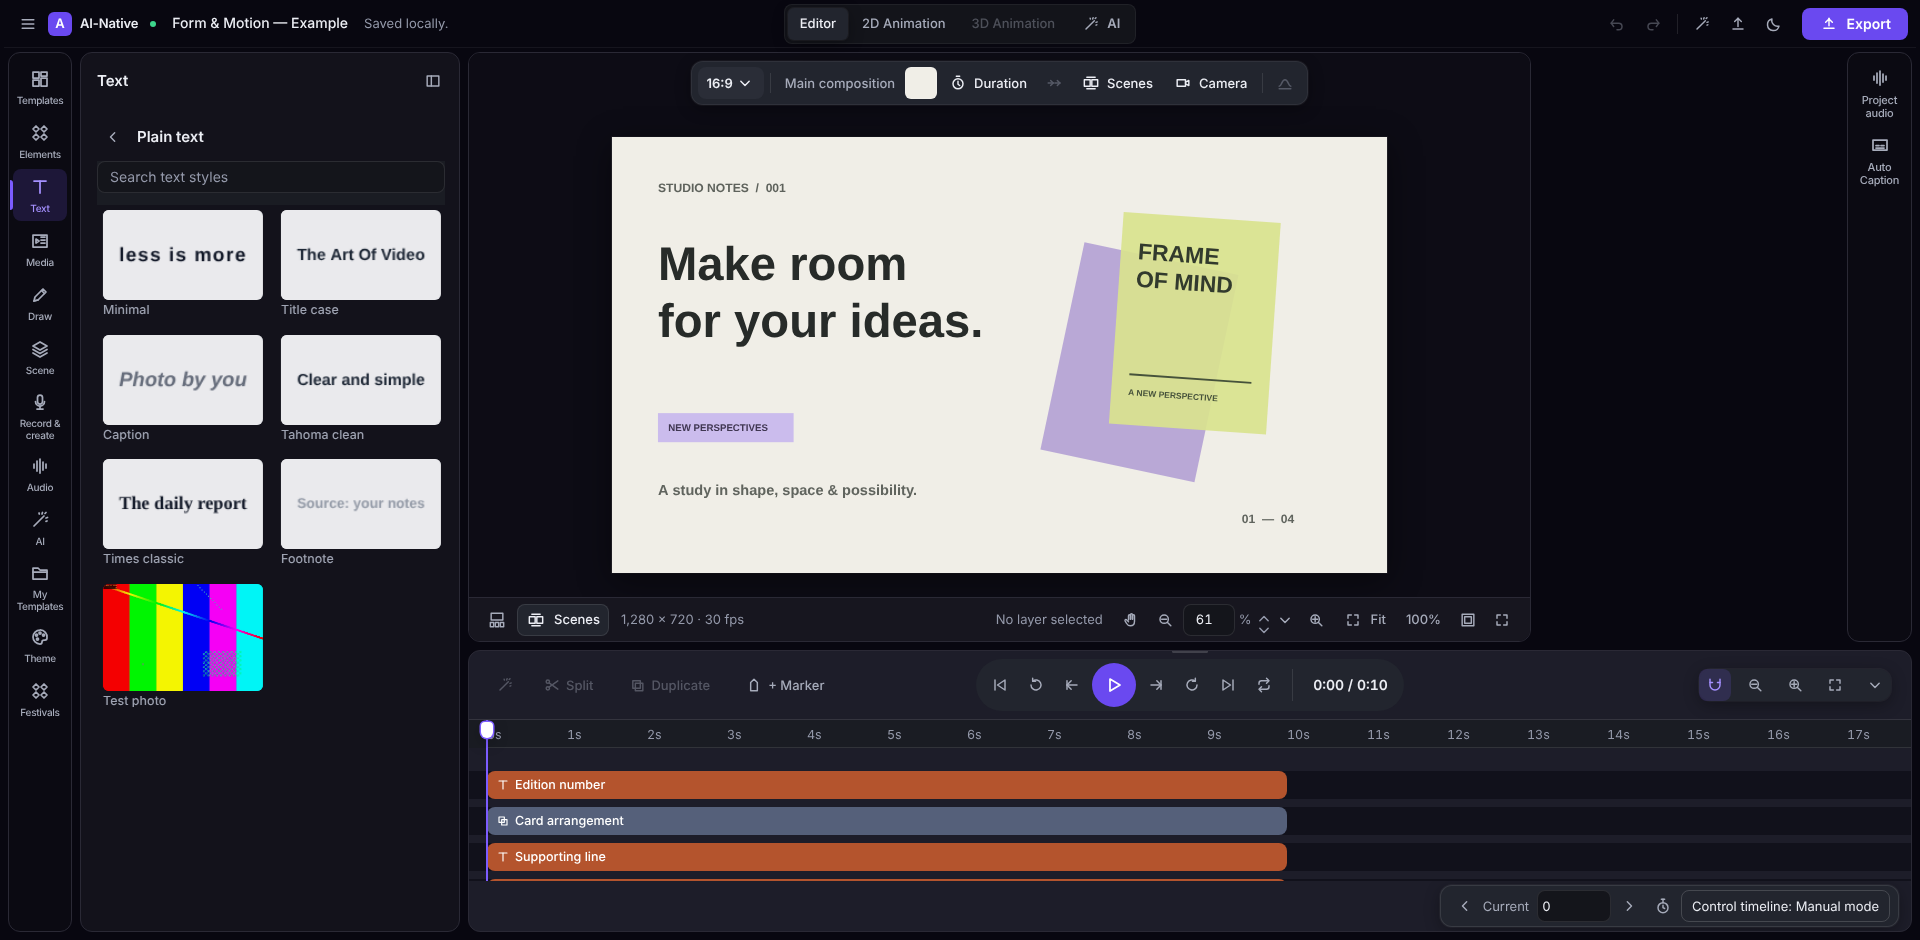 A AI-Native
Form & Motion — Example
Saved locally.
Editor
2D Animation
3D Animation
AI
Export
Templates
Elements
Text
Media
Draw
Scene
Record &
create
Audio
AI
My
Templates
Theme
Festivals
Text
Plain text
Search text styles
less is more
Minimal
The Art Of Video
Title case
Photo by you
Caption
Clear and simple
Tahoma clean
The daily report
Times classic
Source: your notes
Footnote
Test photo
16:9
Main composition
Duration
Scenes
Camera
STUDIO NOTES / 001
Make room
for your ideas.
NEW PERSPECTIVES
A study in shape, space & possibility.
FRAME
OF MIND
A NEW PERSPECTIVE
01 — 04
Project
audio
Auto
Caption
Scenes
1,280 × 720 · 30 fps
No layer selected
61 %
Fit
100%
Split
Duplicate
+ Marker
0:00 / 0:10
1s 2s 3s 4s 5s 6s 7s 8s 9s 10s 11s 12s 13s 14s 15s 16s 17s
Edition number
Card arrangement
Supporting line
Current 0
Control timeline: Manual mode